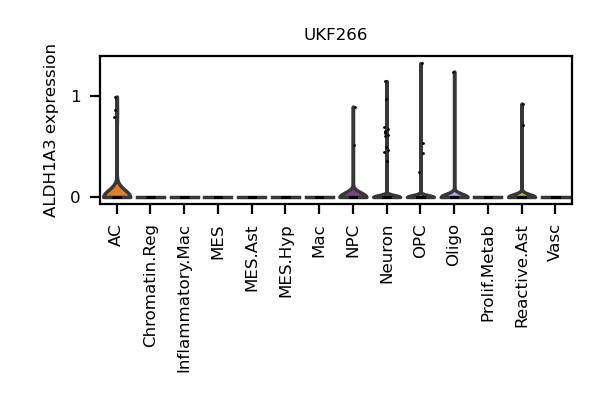 UKF266
ALDH1A3 expression
1
0
AC
Chromatin.Reg
Inflammatory.Mac
MES
MES.Ast
MES.Hyp
Mac
NPC
Neuron
OPC
Oligo
Prolif.Metab
Reactive.Ast
Vasc